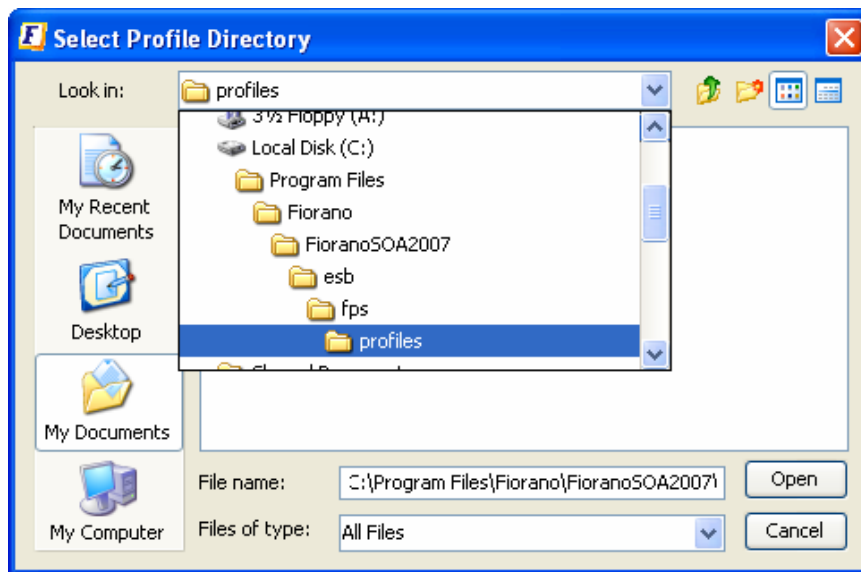 Select Profile Directory
Look in:
profiles
3½ Floppy (A:)
Local Disk (C:)
Program Files
Fiorano
FioranoSOA2007
esb
fps
profiles
My Recent
Documents
Desktop
My Documents
My Computer
File name:
C:\Program Files\Fiorano\FioranoSOA2007\
Open
Files of type:
All Files
Cancel